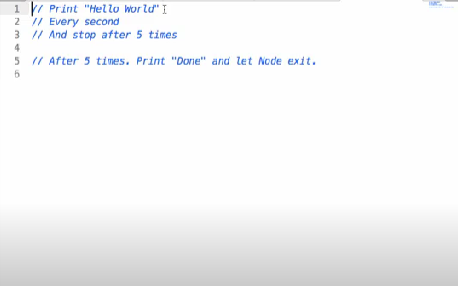 1 // Print "Hello World"
2 // Every second
3 // And stop after 5 times
4
5 // After 5 times. Print "Done" and let Node exit.
6